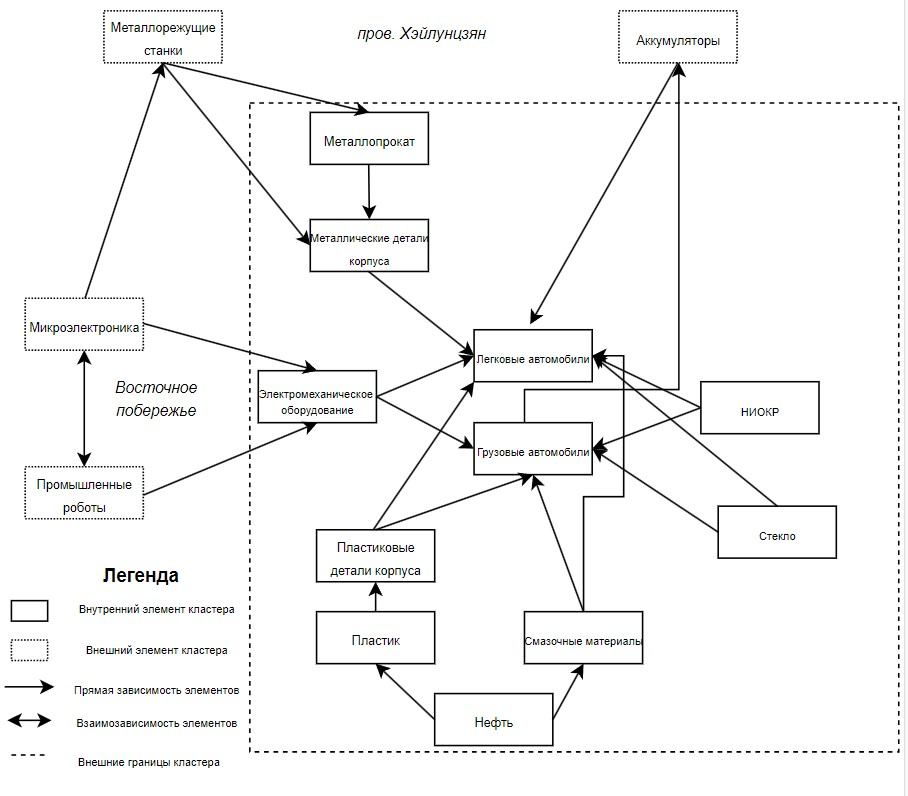 Металлорежущие
станки
пров. Хэйлунцзян
Аккумуляторы
Металлопрокат
Металлические детали
корпуса
Микроэлектроника
Легковые автомобили
Восточное
побережье
Электромеханическое
оборудование
НИОКР
Грузовые автомобили
Промышленные
роботы
Стекло
Пластиковые
детали корпуса
Пластик
Смазочные материалы
Нефть
Легенда
Внутренний элемент кластера
Внешний элемент кластера
Прямая зависимость элементов
Взаимозависимость элементов
Внешние границы кластера